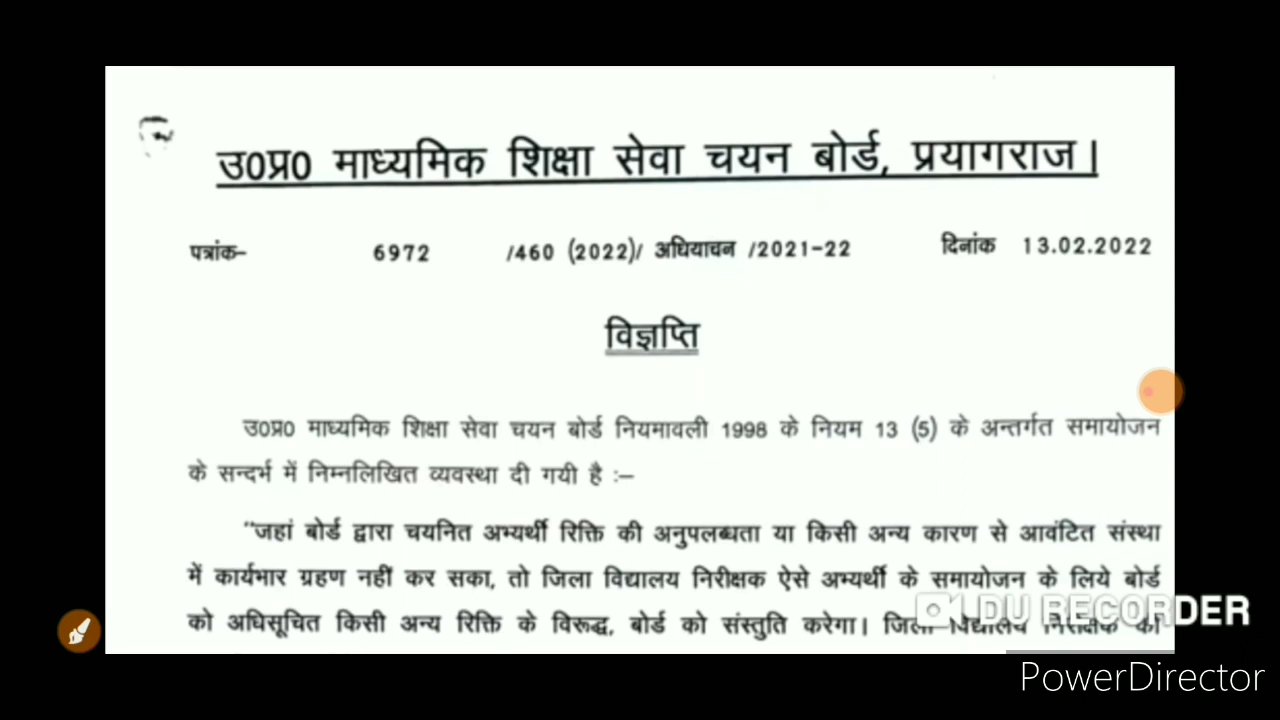 उ0प्र0 माध्यमिक शिक्षा सेवा चयन बोर्ड, प्रयागराज।
पत्रांक- 6972 /460 (2022)/ अधियाचन /2021-22 दिनांक 13.02.2022
विज्ञप्ति
उ0प्र0 माध्यमिक शिक्षा सेवा चयन बोर्ड नियमावली 1998 के नियम 13 (5) के अन्तर्गत समायोजन
के सन्दर्भ में निम्नलिखित व्यवस्था दी गयी है :–
"जहां बोर्ड द्वारा चयनित अभ्यर्थी रिक्ति की अनुपलब्धता या किसी अन्य कारण से आवंटित संस्था
में कार्यभार ग्रहण नहीं कर सका, तो जिला विद्यालय निरीक्षक ऐसे अभ्यर्थी के समायोजन के लिये बोर्ड
को अधिसूचित किसी अन्य रिक्ति के विरूद्ध, बोर्ड को संस्तुति करेगा। जिला विद्यालय निरीक्षक की
DU RECORDER
PowerDirector